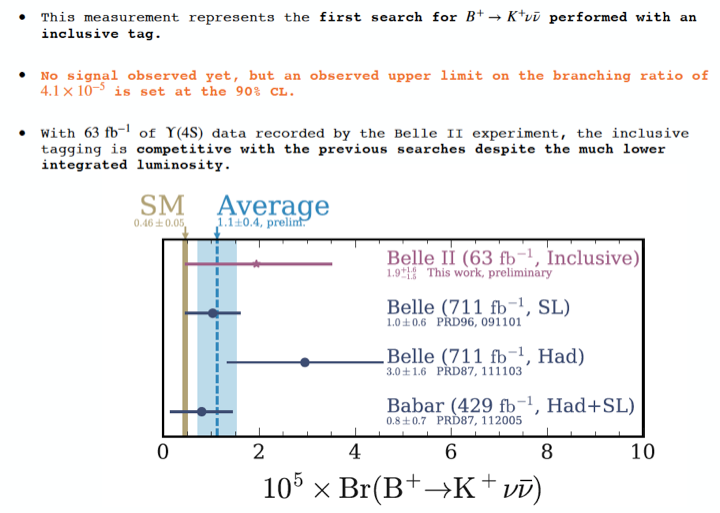 • This measurement represents the first search for B⁺ → K⁺νν̄ performed with an
inclusive tag.
• No signal observed yet, but an observed upper limit on the branching ratio of
4.1 × 10⁻⁵ is set at the 90% CL.
• With 63 fb⁻¹ of Υ(4S) data recorded by the Belle II experiment, the inclusive
tagging is competitive with the previous searches despite the much lower
integrated luminosity.
SM Average
0.46±0.05 1.1±0.4, prelim.
Belle II (63 fb⁻¹, Inclusive)
1.9⁺¹·⁶₋₁.₅ This work, preliminary
Belle (711 fb⁻¹, SL)
1.0±0.6 PRD96, 091101
Belle (711 fb⁻¹, Had)
3.0±1.6 PRD87, 111103
Babar (429 fb⁻¹, Had+SL)
0.8±0.7 PRD87, 112005
0 2 4 6 8 10
10⁵ × Br(B⁺→K⁺νν̄)